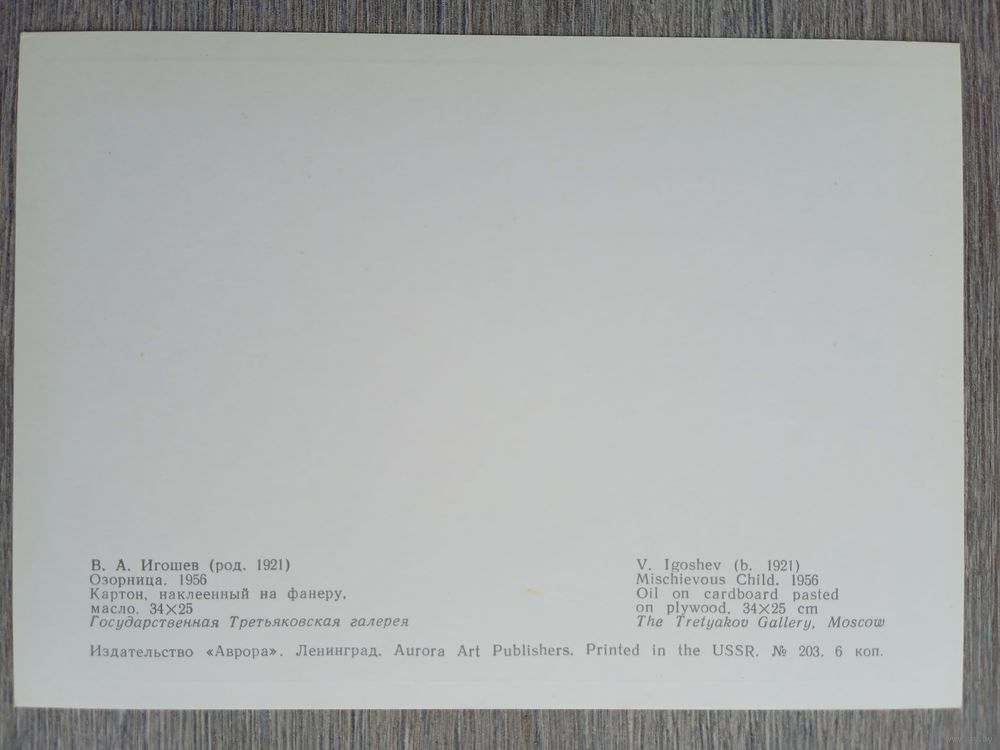 В. А. Игошев (род. 1921)
Озорница. 1956
Картон, наклеенный на фанеру,
масло. 34×25
Государственная Третьяковская галерея
V. Igoshev (b. 1921)
Mischievous Child. 1956
Oil on cardboard pasted
on plywood. 34×25 cm
The Tretyakov Gallery, Moscow
Издательство «Аврора». Ленинград. Aurora Art Publishers. Printed in the USSR. № 203. 6 коп.